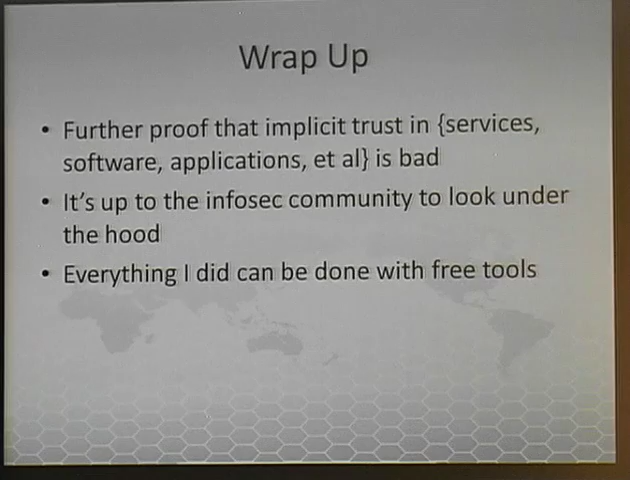 Wrap Up
• Further proof that implicit trust in {services,
software, applications, et al} is bad
• It's up to the infosec community to look under
the hood
• Everything I did can be done with free tools